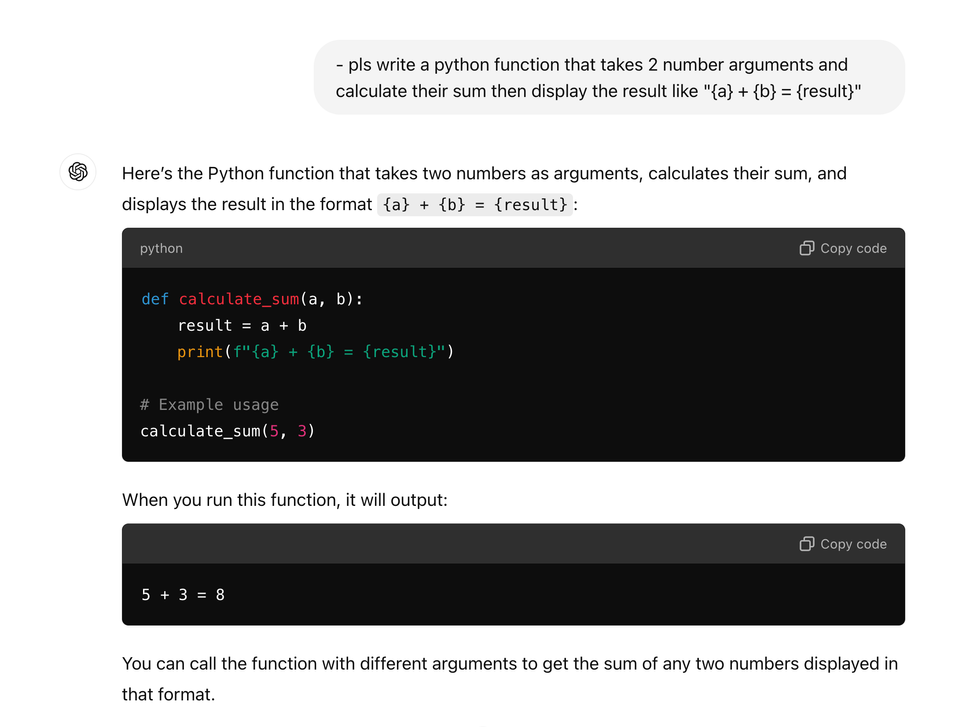 - pls write a python function that takes 2 number arguments and
calculate their sum then display the result like "{a} + {b} = {result}"
Here’s the Python function that takes two numbers as arguments, calculates their sum, and
displays the result in the format {a} + {b} = {result}:
python
Copy code
def calculate_sum(a, b):
    result = a + b
    print(f"{a} + {b} = {result}")
# Example usage
calculate_sum(5, 3)
When you run this function, it will output:
Copy code
5 + 3 = 8
You can call the function with different arguments to get the sum of any two numbers displayed in
that format.